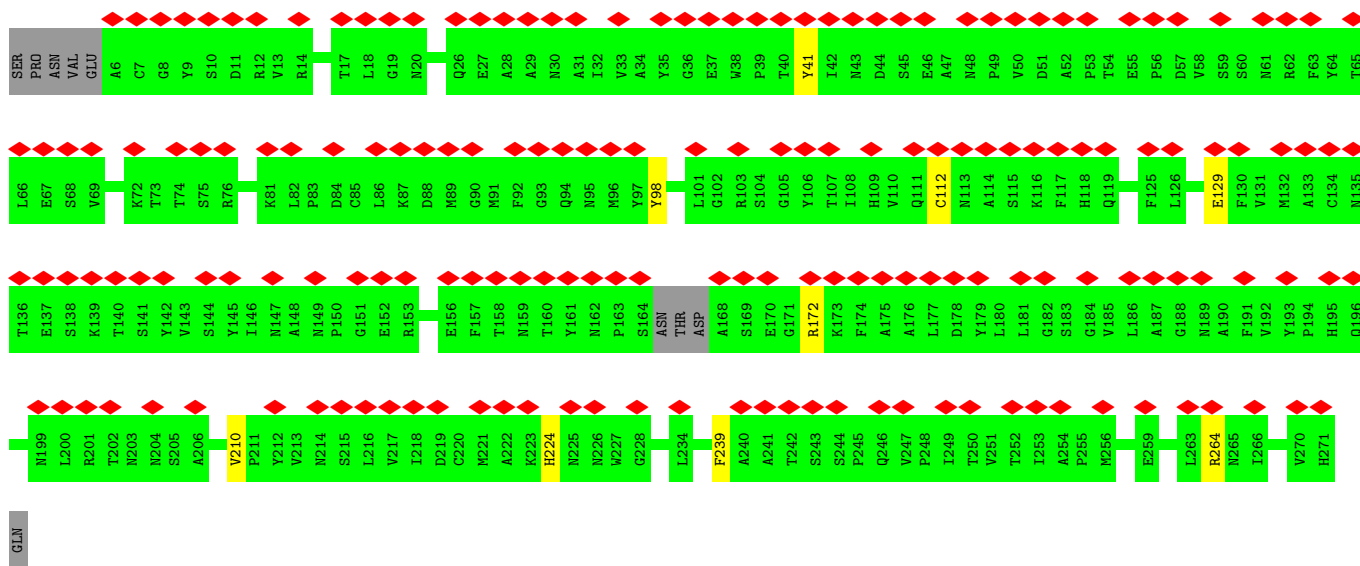 SER PRO ASN VAL GLU A6 C7 G8 Y9 S10 D11 R12 V13 R14 T17 L18 G19 N20 Q26 E27 A28 A29 N30 A31 I32 V33 A34 Y35 G36 E37 W38 P39 T40 Y41 I42 N43 D44 S45 E46 A47 N48 P49 V50 D51 A52 P53 T54 E55 P56 D57 V58 S59 S60 N61 R62 F63 Y64 T65
L66 E67 S68 V69 K72 T73 T74 S75 R76 K81 L82 P83 D84 C85 L86 K87 D88 M89 G90 M91 F92 G93 Q94 N95 M96 Y97 Y98 L101 G102 R103 S104 G105 Y106 T107 I108 H109 V110 Q111 C112 N113 A114 S115 K116 F117 H118 Q119 F125 L126 E129 F130 V131 M132 A133 C134 N135
T136 E137 S138 K139 T140 S141 Y142 V143 S144 Y145 I146 N147 A148 N149 P150 G151 E152 R153 E156 F157 T158 N159 T160 Y161 N162 P163 S164 ASN THR ASP A168 S169 E170 G171 R172 K173 F174 A175 A176 L177 D178 Y179 L180 L181 G182 S183 G184 V185 L186 A187 G188 N189 A190 F191 V192 Y193 P194 H195 Q196
N199 L200 R201 T202 N203 N204 S205 A206 V210 P211 Y212 V213 N214 S215 L216 V217 I218 D219 C220 M221 A222 K223 H224 N225 N226 W227 G228 L234 F239 A240 A241 T242 S243 S244 P245 Q246 V247 P248 I249 T250 V251 T252 I253 A254 P255 M256 E259 L263 R264 N265 I266 V270 H271
GLN